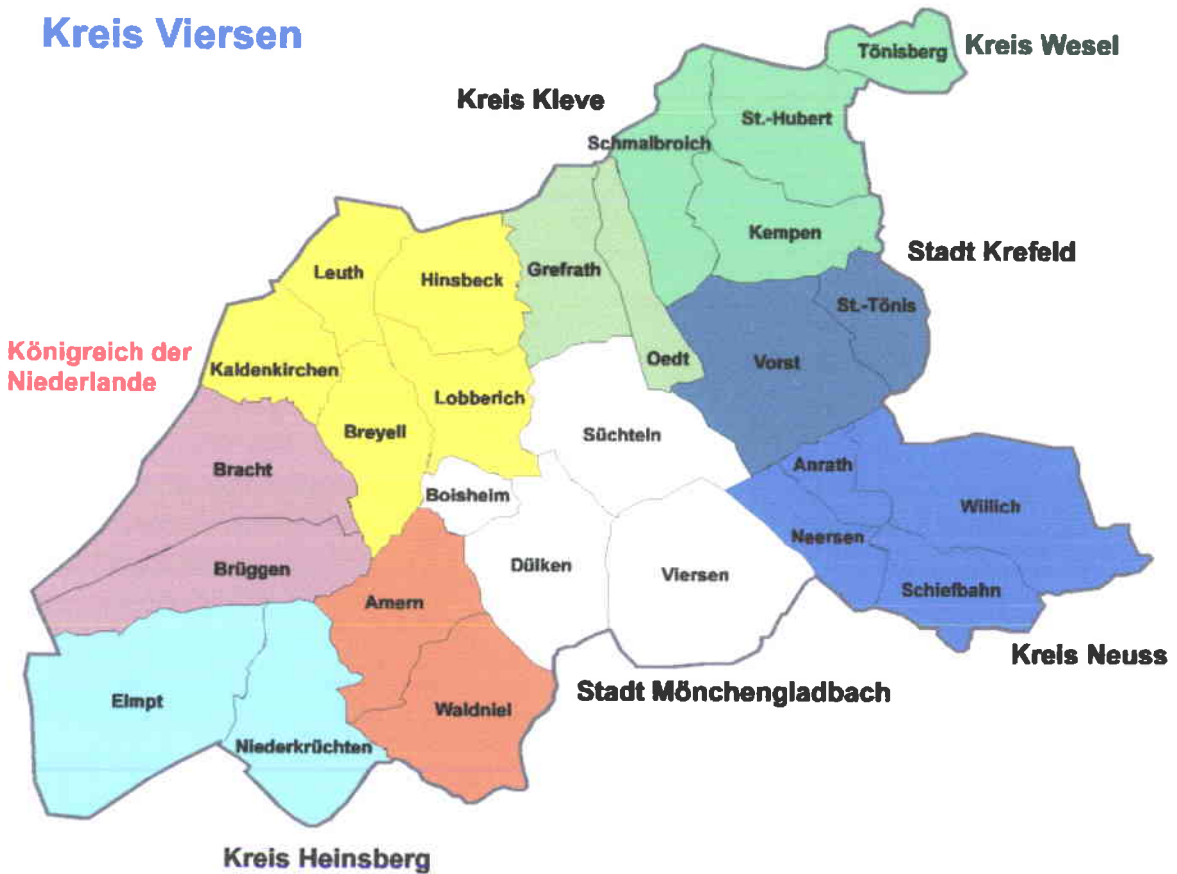 Kreis Viersen
Tönisberg
Kreis Wesel
Kreis Kleve
St.-Hubert
Schmalbroich
Kempen
Stadt Krefeld
Leuth
Hinsbeck
Grefrath
St.-Tönis
Königreich der
Niederlande
Kaldenkirchen
Oedt
Vorst
Lobberich
Breyell
Süchteln
Bracht
Boisheim
Anrath
Willich
Neersen
Brüggen
Dülken
Viersen
Schiefbahn
Amern
Kreis Neuss
Elmpt
Waldniel
Stadt Mönchengladbach
Niederkrüchten
Kreis Heinsberg